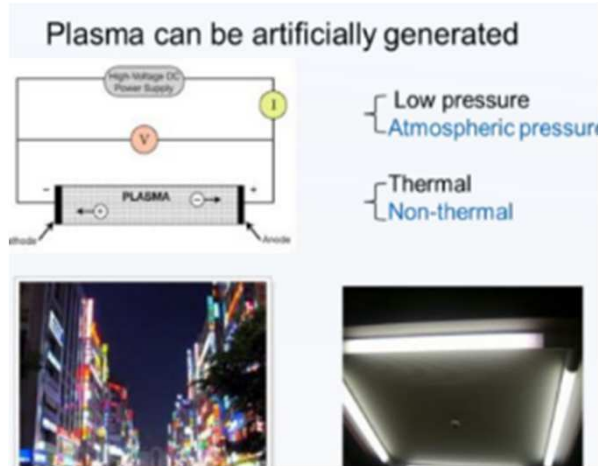 Plasma can be artificially generated
High-Voltage DC
Power Supply
I
V
Low pressure
Atmospheric pressure
Thermal
Non-thermal
− +
PLASMA
+ −
thode
Anode